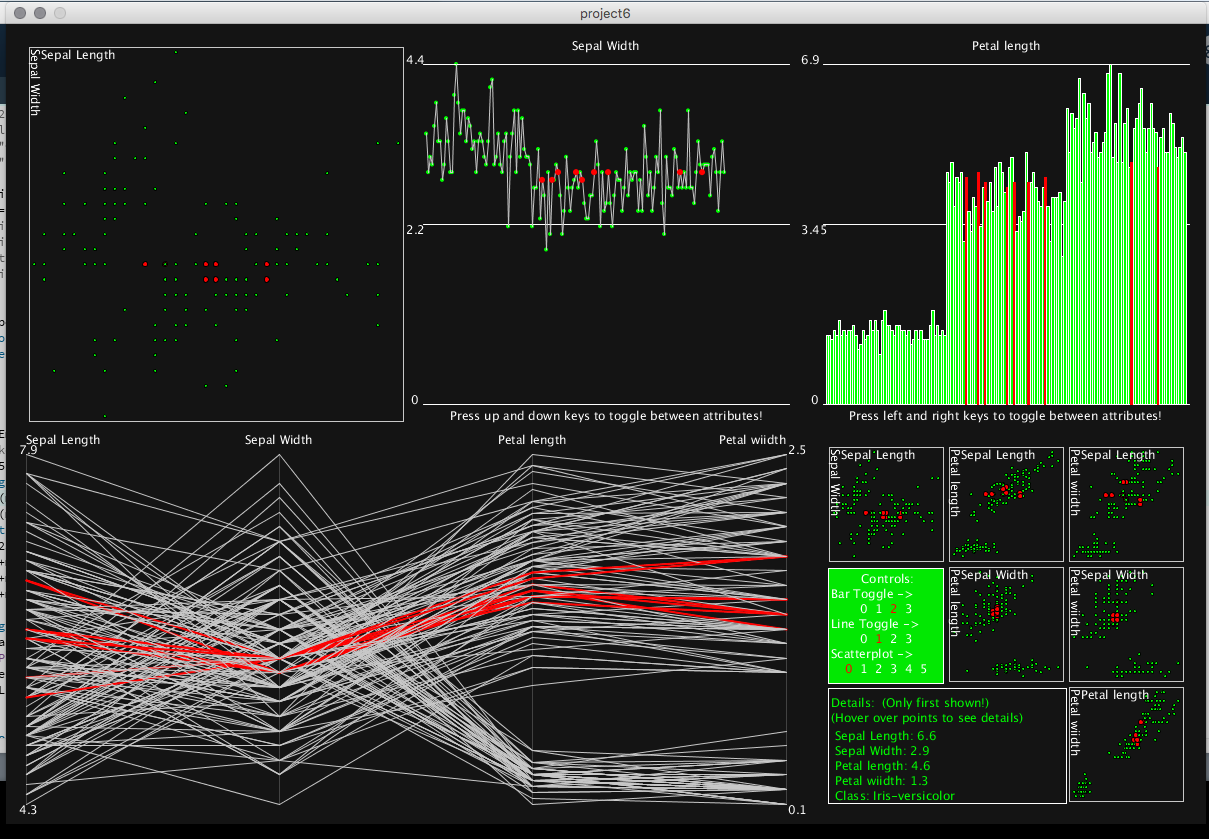 project6
Sepal Length
Sepal Width
Sepal Width
4.4
2.2
0
Press up and down keys to toggle between attributes!
Petal length
6.9
3.45
0
Press left and right keys to toggle between attributes!
Sepal Length
Sepal Width
Petal length
Petal wiidth
7.9
2.5
4.3
0.1
Sepal Length
Sepal Width
Sepal Length
Petal length
Sepal Length
Petal wiidth
Controls:
Bar Toggle ->
0 1 2 3
Line Toggle ->
0 1 2 3
Scatterplot ->
0 1 2 3 4 5
Sepal Width
Petal length
Sepal Width
Petal wiidth
Details: (Only first shown!)
(Hover over points to see details)
Sepal Length: 6.6
Sepal Width: 2.9
Petal length: 4.6
Petal wiidth: 1.3
Class: Iris-versicolor
Petal length
Petal wiidth